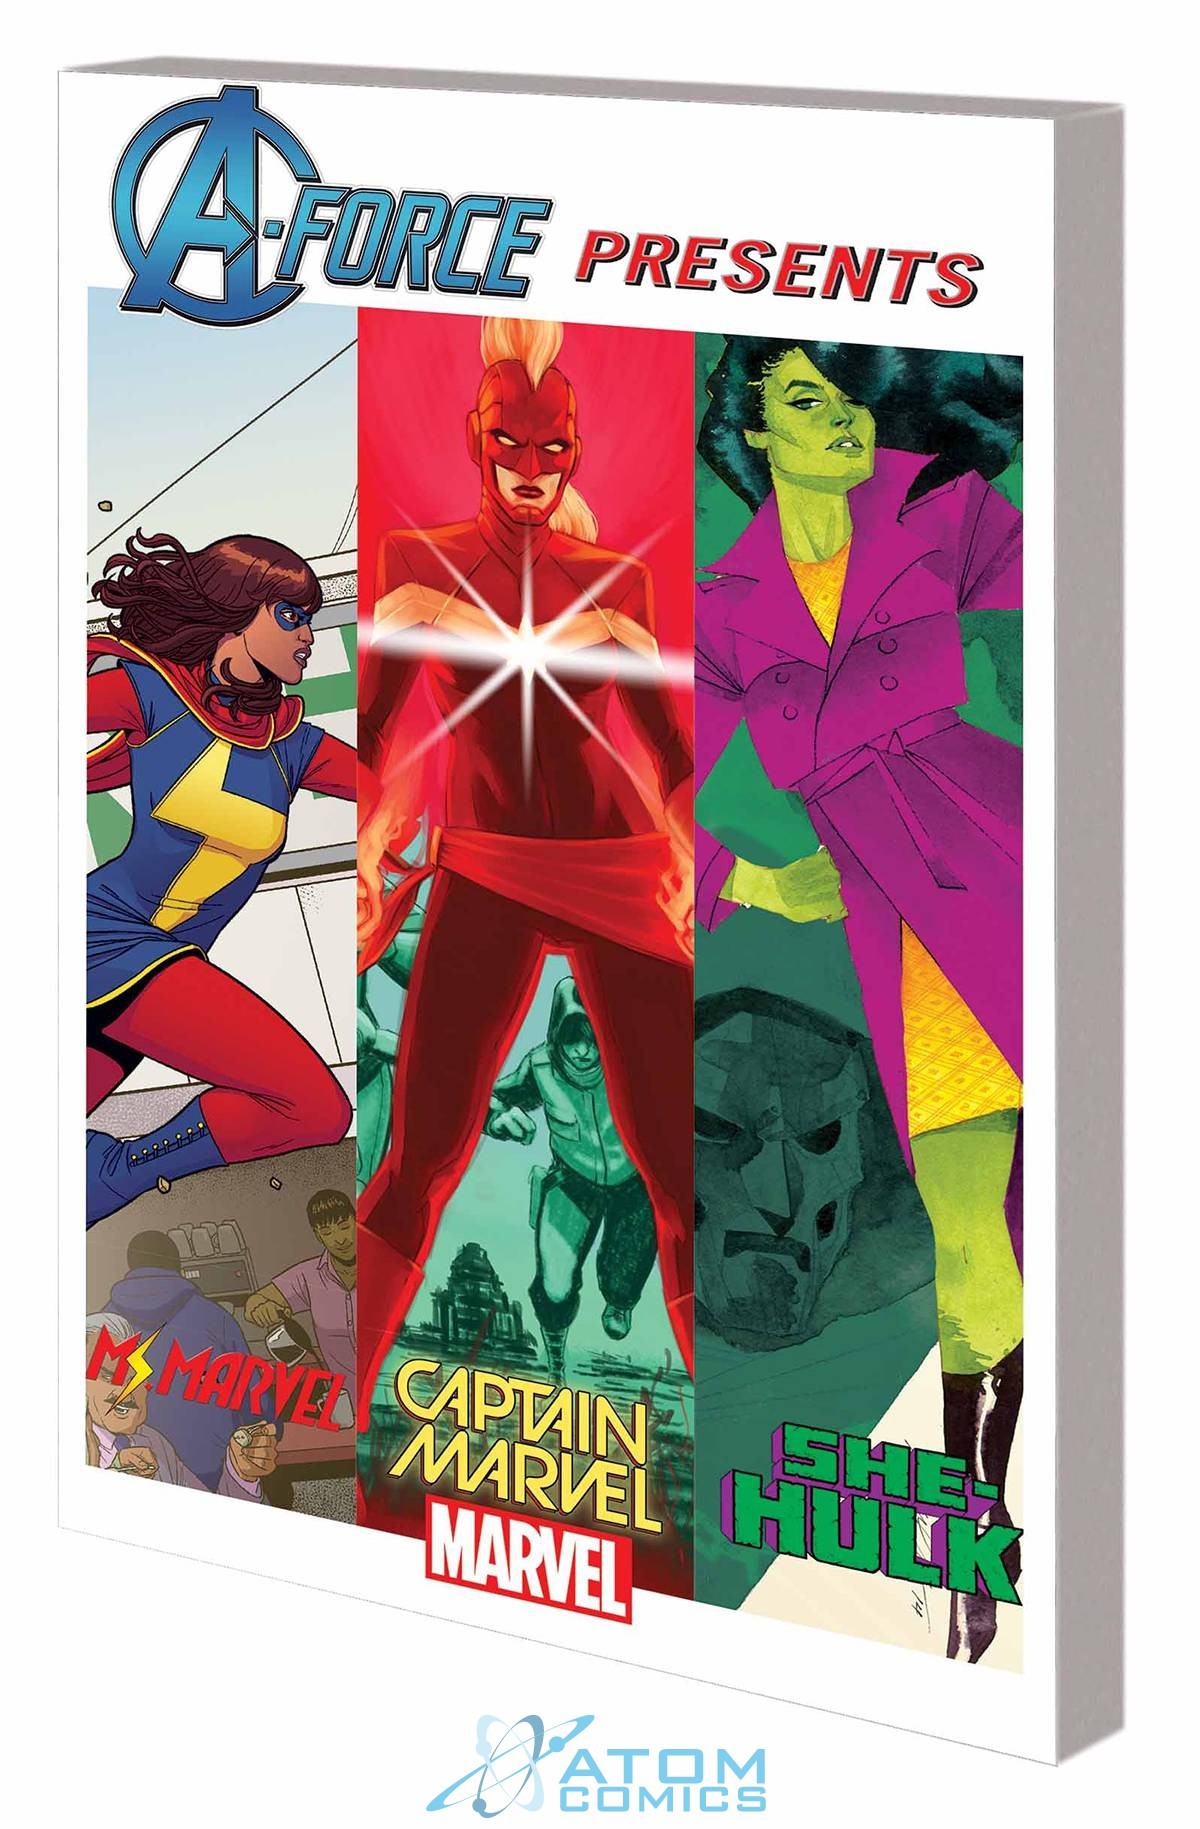 A-FORCE PRESENTS
MS. MARVEL
CAPTAIN
MARVEL
MARVEL
SHE-
HULK
ATOM
COMICS